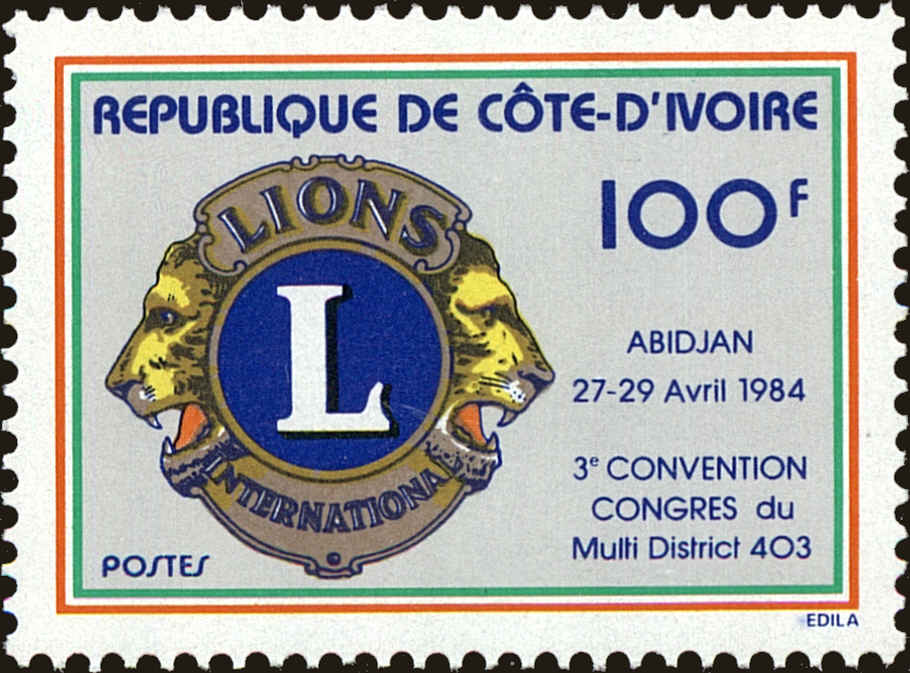 REPUBLIQUE DE CÔTE-D'IVOIRE
100F
LIONS
L
INTERNATIONAL
ABIDJAN
27-29 Avril 1984
3e CONVENTION
CONGRES du
Multi District 403
POSTES
EDILA